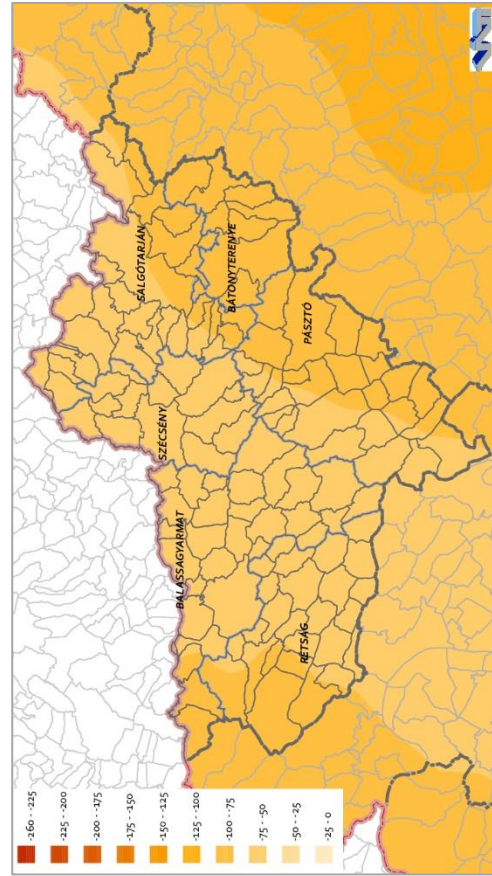 -260 - -225
-225 - -200
-200 - -175
-175 - -150
-150 - -125
-125 - -100
-100 - -75
-75 - -50
-50 - -25
-25 - 0
SALGÓTARJÁN
BÁTONYTERENYE
PÁSZTÓ
SZÉCSÉNY
BALASSAGYARMAT
RÉTSÁG